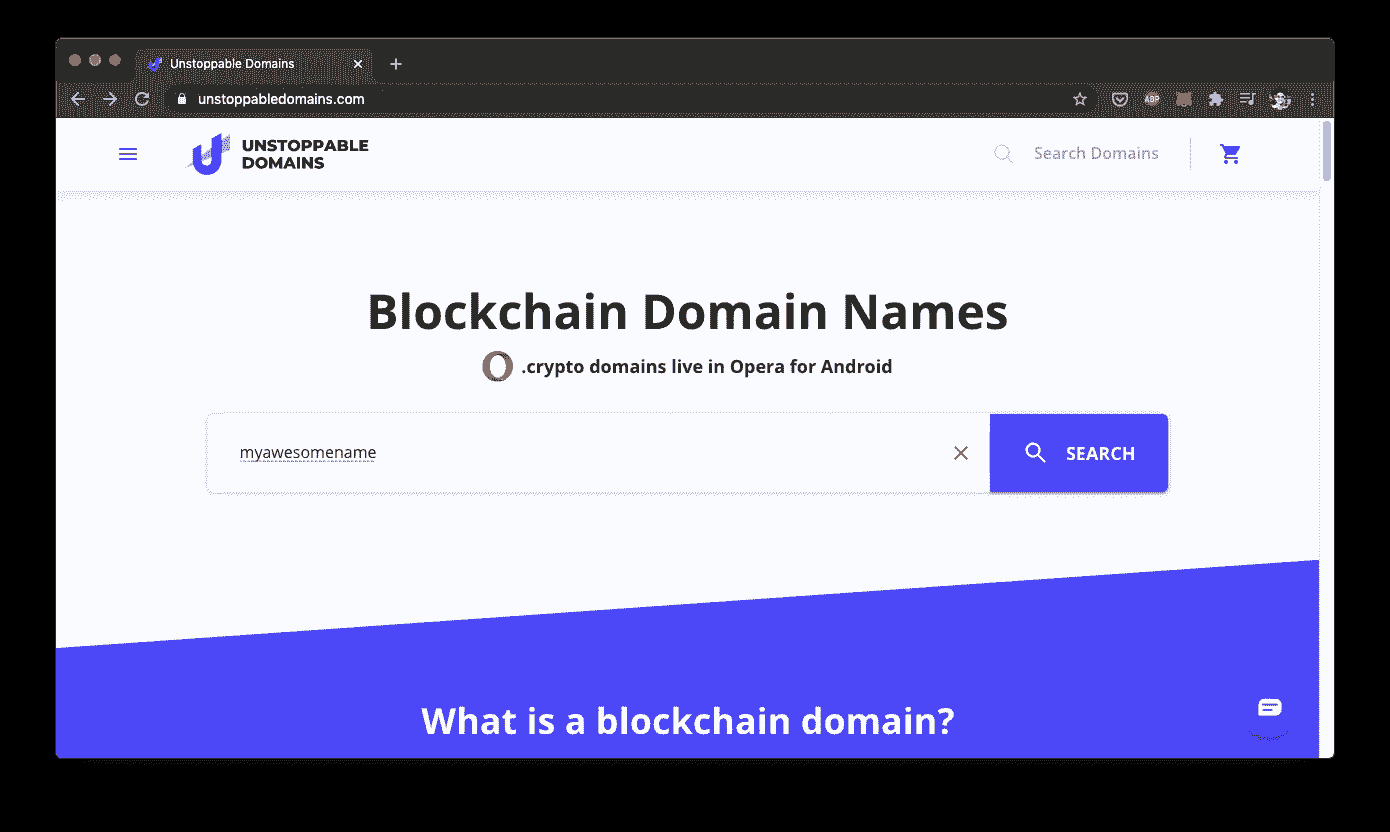 Unstoppable Domains
unstoppabledomains.com
ABP
UNSTOPPABLE
DOMAINS
Search Domains
Blockchain Domain Names
.crypto domains live in Opera for Android
myawesomename
SEARCH
What is a blockchain domain?